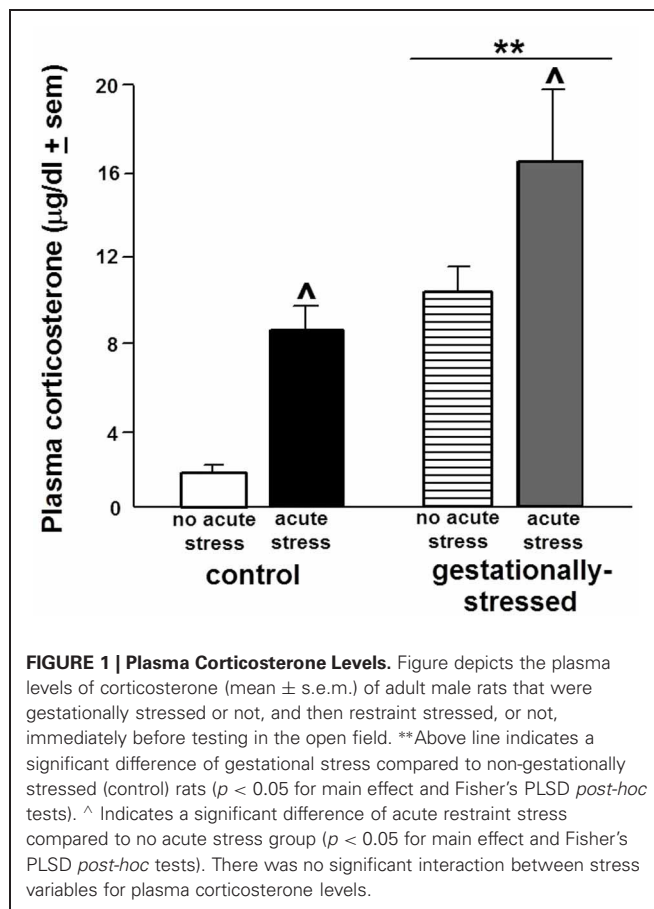 **
^
^
20
16
12
8
4
0
Plasma corticosterone (μg/dl ± sem)
no acute stress
acute stress
no acute stress
acute stress
control
gestationally-
stressed
FIGURE 1 | Plasma Corticosterone Levels. Figure depicts the plasma
levels of corticosterone (mean ± s.e.m.) of adult male rats that were
gestationally stressed or not, and then restraint stressed, or not,
immediately before testing in the open field. **Above line indicates a
significant difference of gestational stress compared to non-gestationally
stressed (control) rats (p < 0.05 for main effect and Fisher's PLSD post-hoc
tests). ^ Indicates a significant difference of acute restraint stress
compared to no acute stress group (p < 0.05 for main effect and Fisher's
PLSD post-hoc tests). There was no significant interaction between stress
variables for plasma corticosterone levels.